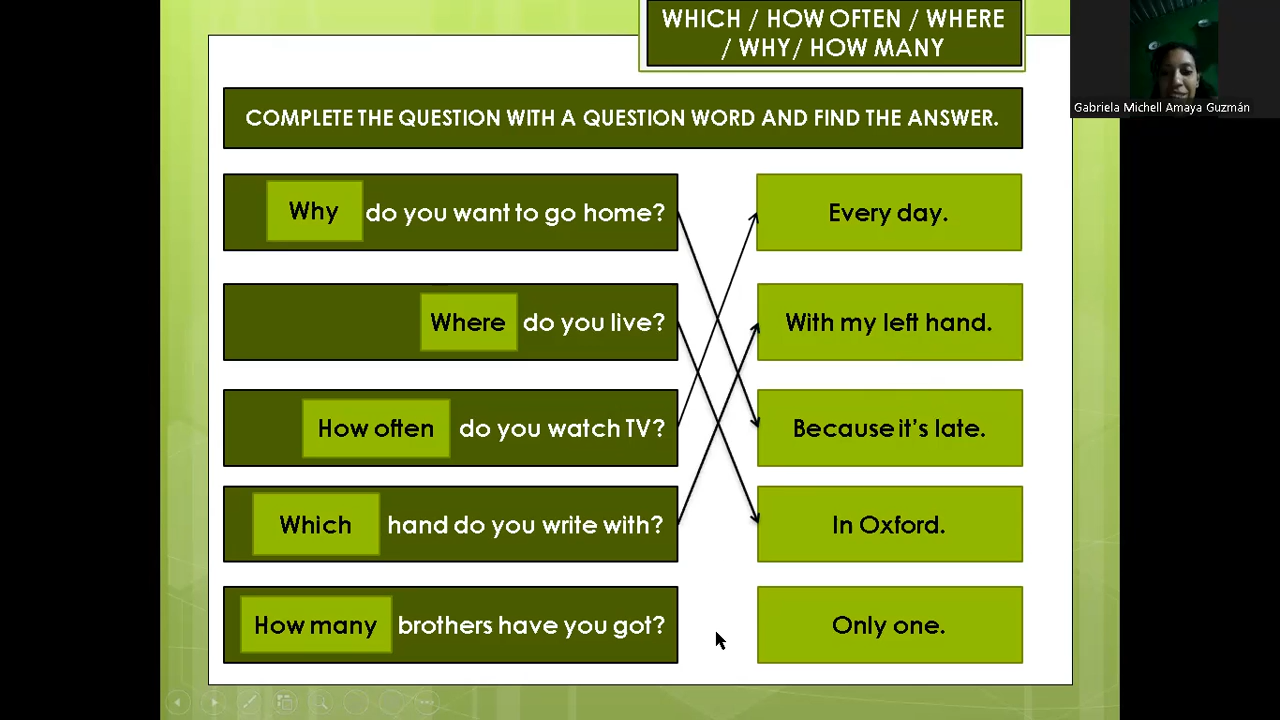 WHICH / HOW OFTEN / WHERE
/ WHY/ HOW MANY
Gabriela Michell Amaya Guzmán
COMPLETE THE QUESTION WITH A QUESTION WORD AND FIND THE ANSWER.
Why do you want to go home?
Every day.
Where do you live?
With my left hand.
How often do you watch TV?
Because it's late.
Which hand do you write with?
In Oxford.
How many brothers have you got?
Only one.